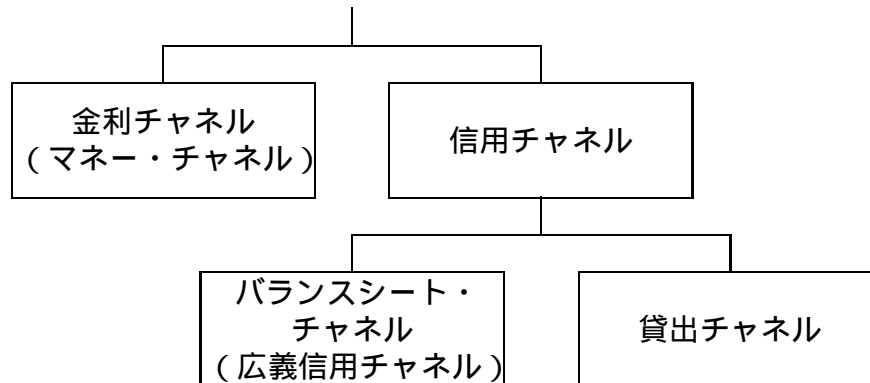 金利チャネル
（マネー・チャネル）
信用チャネル
バランスシート・
チャネル
（広義信用チャネル）
貸出チャネル